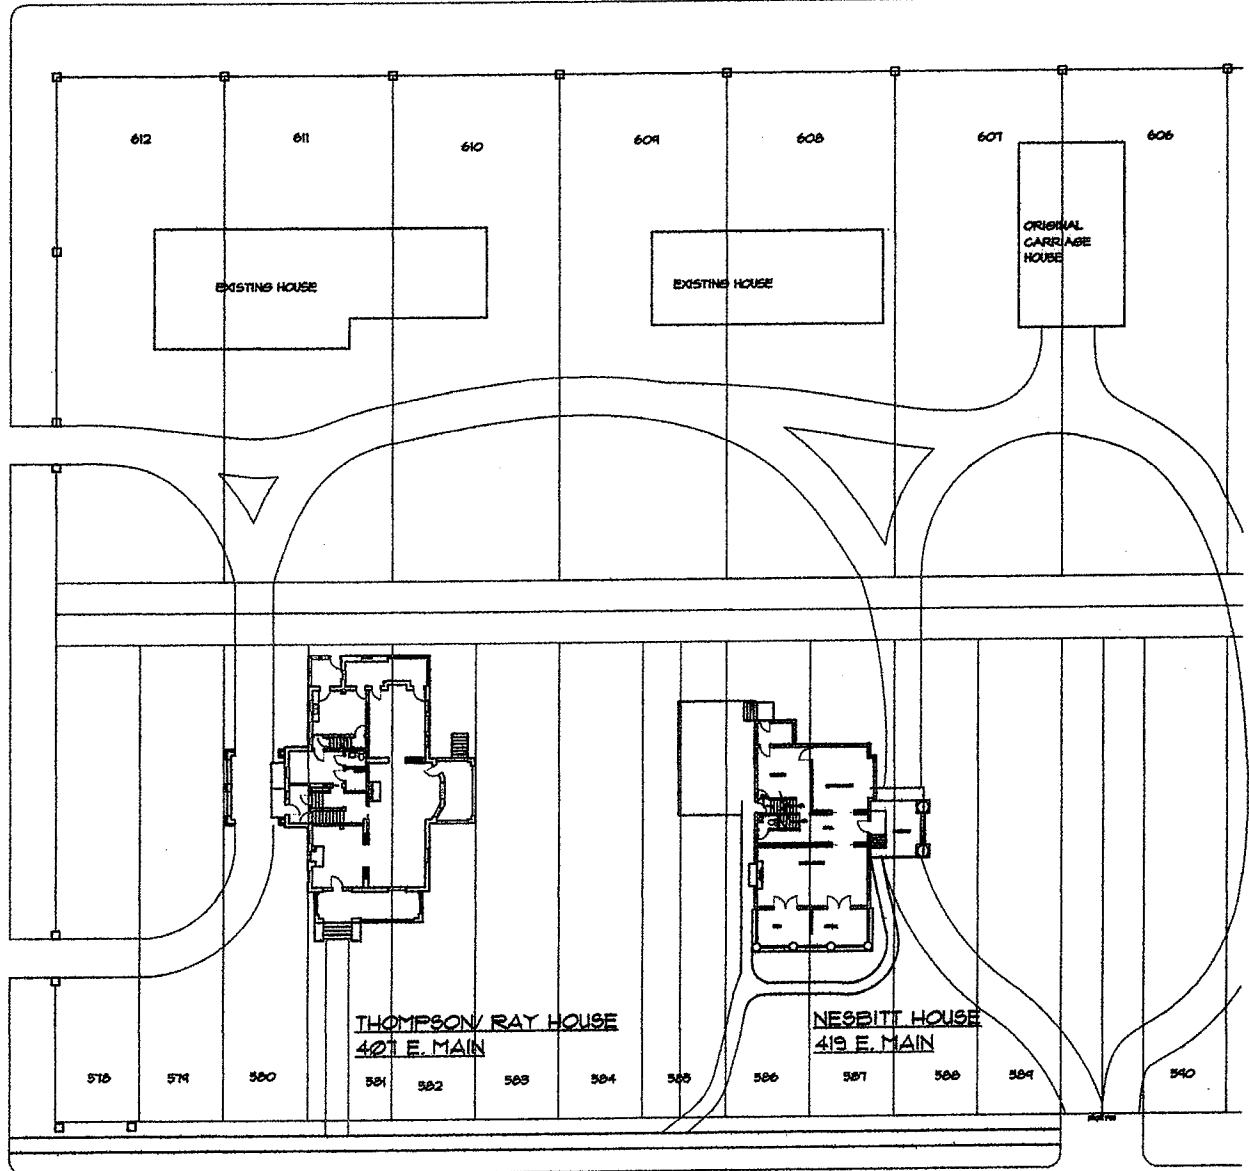 612
611
610
609
608
607
606
ORIGINAL
CARRIAGE
HOUSE
EXISTING HOUSE
EXISTING HOUSE
THOMPSON/ RAY HOUSE
407 E. MAIN
NESBITT HOUSE
419 E. MAIN
578
579
580
581
582
583
584
585
586
587
588
589
590